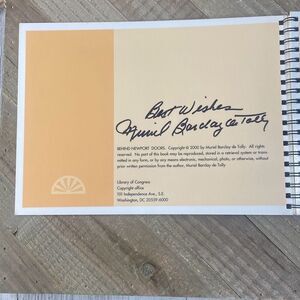 Best Wishes
Muriel Barclay de Tolly
BEHIND NEWPORT DOORS. Copyright © 2000 by Muriel Barclay de Tolly. All rights
reserved. No part of this book may be reproduced, stored in a retrieval system or trans-
mitted in any form, or by any means electronic, mechanical, photo, or otherwise, without
prior written permission from the author, Muriel Barclay de Tolly
Library of Congress
Copyright office
101 Independence Ave., S.E.
Washington, DC 20559-6000